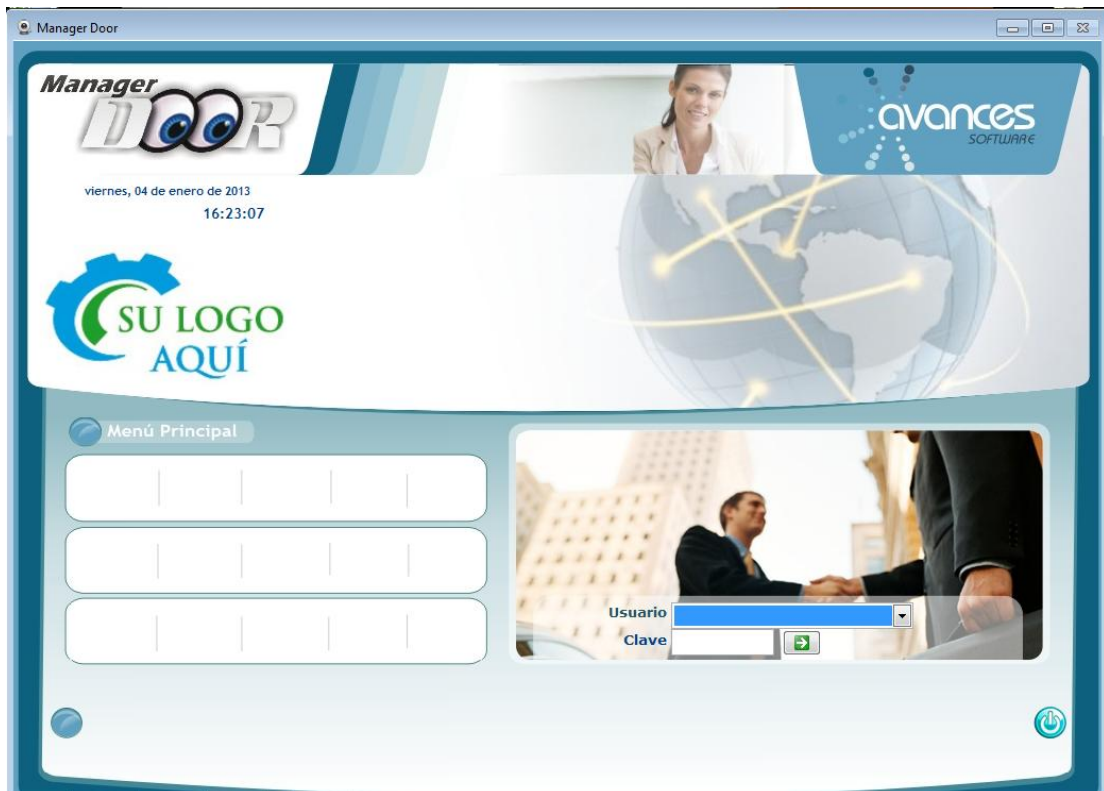 Manager Door
Manager
DOOR
avances
SOFTWARE
viernes, 04 de enero de 2013
16:23:07
SU LOGO
AQUÍ
Menú Principal
Usuario
Clave